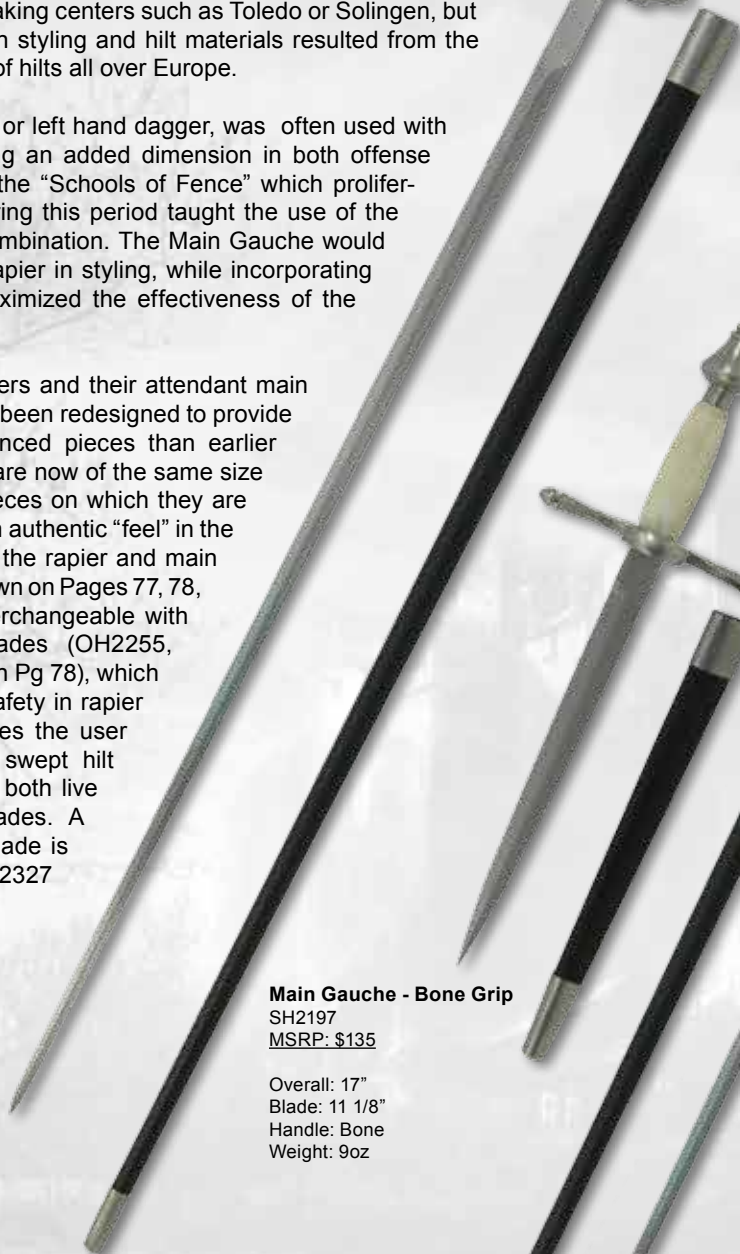 aking centers such as Toledo or Solingen, but
n styling and hilt materials resulted from the
of hilts all over Europe.
or left hand dagger, was often used with
g an added dimension in both offense
the “Schools of Fence” which prolifer-
ring this period taught the use of the
mbination. The Main Gauche would
apier in styling, while incorporating
ximized the effectiveness of the
ers and their attendant main
been redesigned to provide
nced pieces than earlier
are now of the same size
eces on which they are
n authentic “feel” in the
the rapier and main
wn on Pages 77, 78,
erchangeable with
ades (OH2255,
n Pg 78), which
afety in rapier
es the user
swept hilt
both live
ades. A
ade is
2327
Main Gauche - Bone Grip
SH2197
MSRP: $135
Overall: 17”
Blade: 11 1/8”
Handle: Bone
Weight: 9oz